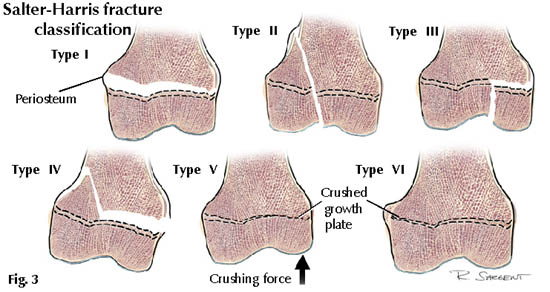 Salter-Harris fracture
classification
Type I
Type II
Type III
Periosteum
Type IV
Type V
Type VI
Crushed
growth
plate
Fig. 3
Crushing force
R. SARGENT